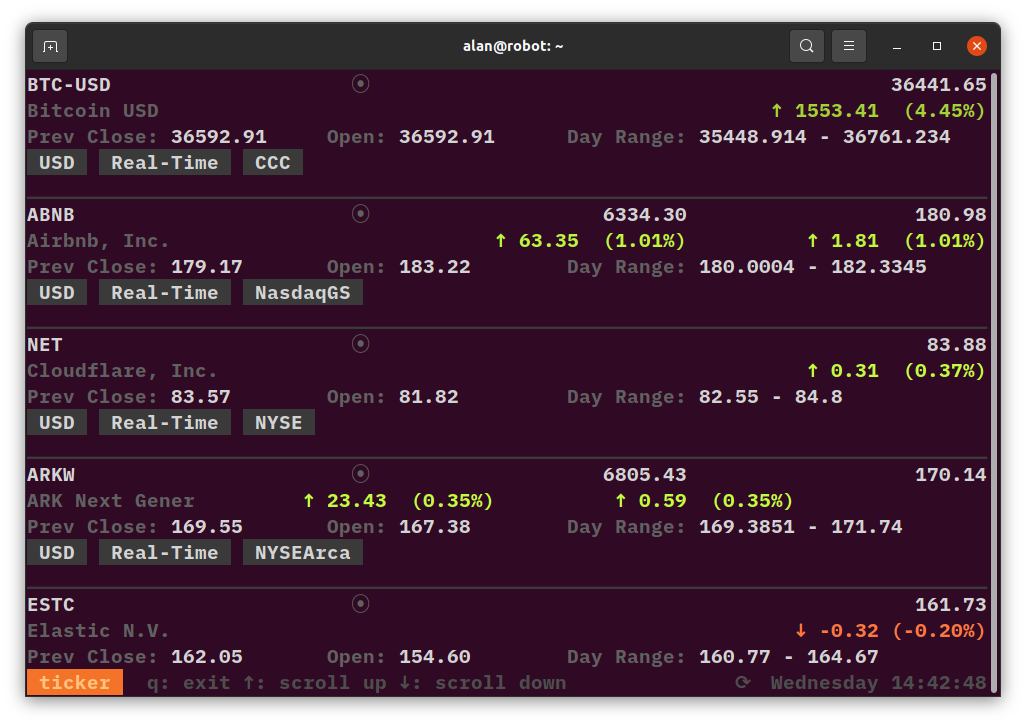 alan@robot: ~
BTC-USD 36441.65
Bitcoin USD ↑ 1553.41 (4.45%)
Prev Close: 36592.91 Open: 36592.91 Day Range: 35448.914 - 36761.234
USD Real-Time CCC
ABNB 6334.30 180.98
Airbnb, Inc. ↑ 63.35 (1.01%) ↑ 1.81 (1.01%)
Prev Close: 179.17 Open: 183.22 Day Range: 180.0004 - 182.3345
USD Real-Time NasdaqGS
NET 83.88
Cloudflare, Inc. ↑ 0.31 (0.37%)
Prev Close: 83.57 Open: 81.82 Day Range: 82.55 - 84.8
USD Real-Time NYSE
ARKW 6805.43 170.14
ARK Next Gener ↑ 23.43 (0.35%) ↑ 0.59 (0.35%)
Prev Close: 169.55 Open: 167.38 Day Range: 169.3851 - 171.74
USD Real-Time NYSEArca
ESTC 161.73
Elastic N.V. ↓ -0.32 (-0.20%)
Prev Close: 162.05 Open: 154.60 Day Range: 160.77 - 164.67
ticker q: exit ↑: scroll up ↓: scroll down ⟳ Wednesday 14:42:48